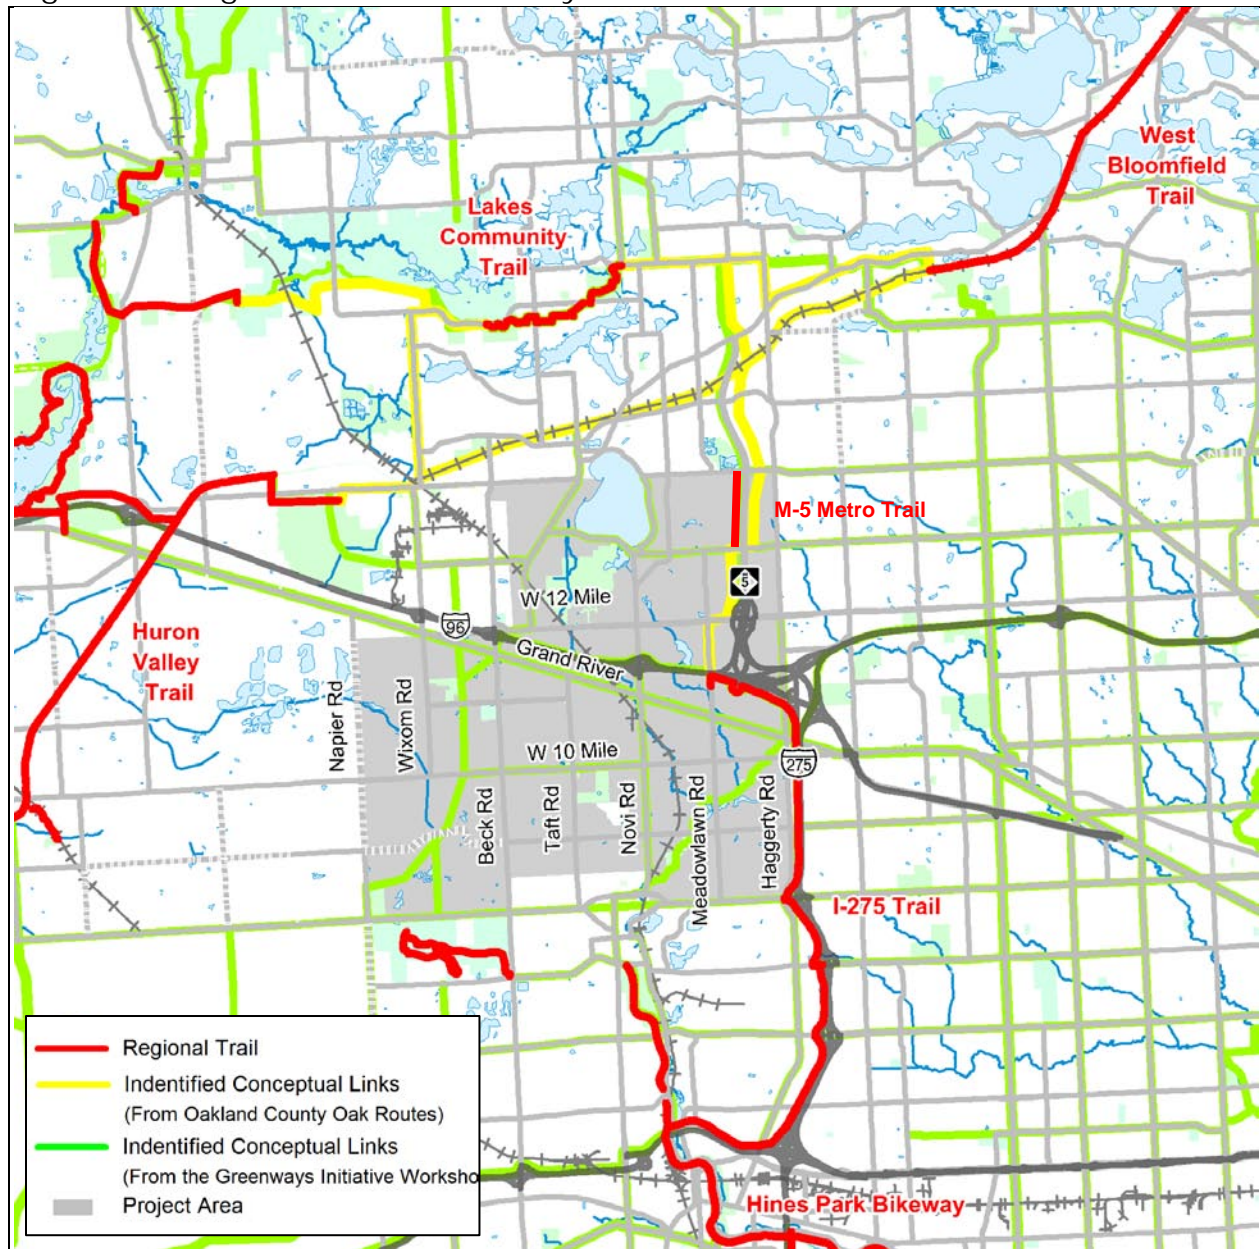 West
Bloomfield
Trail
Lakes
Community
Trail
M-5 Metro Trail
5
W 12 Mile
96
Grand River
Huron
Valley
Trail
Napier Rd
Wixom Rd
W 10 Mile
275
Beck Rd
Taft Rd
Novi Rd
Meadowlawn Rd
Haggerty Rd
I-275 Trail
Regional Trail
Indentified Conceptual Links
(From Oakland County Oak Routes)
Indentified Conceptual Links
(From the Greenways Initiative Worksho
Project Area
Hines Park Bikeway